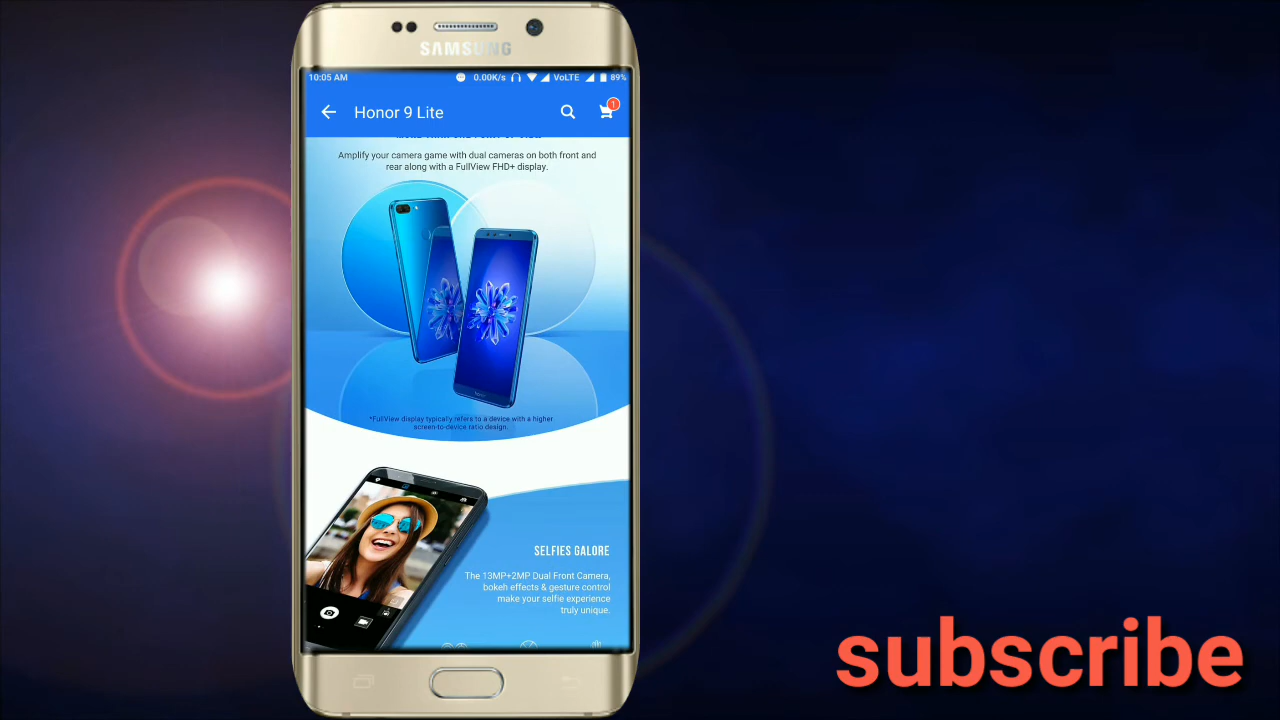 SAMSUNG
10:05 AM
0.00K/s VoLTE 89%
Honor 9 Lite
1
Amplify your camera game with dual cameras on both front and
rear along with a FullView FHD+ display.
*FullView display typically refers to a device with a higher
screen-to device ratio design.
SELFIES GALORE
The 13MP+2MP Dual Front Camera,
bokeh effects & gesture control
make your selfie experience
truly unique.
subscribe